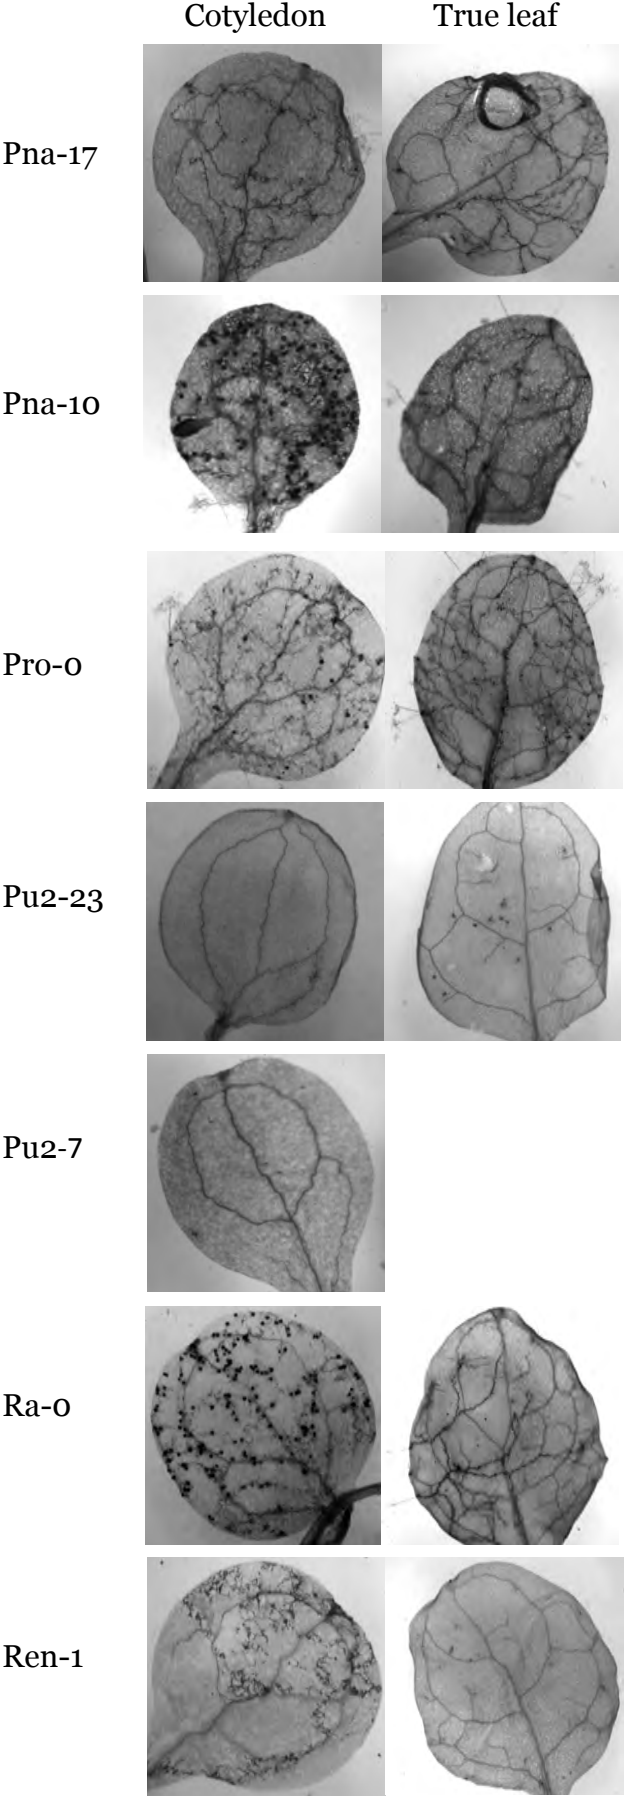 Cotyledon True leaf
Pna-17
Pna-10
Pro-0
Pu2-23
Pu2-7
Ra-0
Ren-1